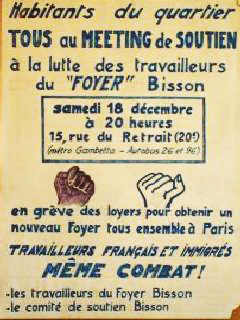 Habitants du quartier
TOUS au MEETING de SOUTIEN
à la lutte des travailleurs
du "FOYER" Bisson
samedi 18 décembre
à 20 heures
15, rue du Retrait (20e)
(métro Gambetta - Autobus 26 et 96)
en grève des loyers pour obtenir un
nouveau Foyer tous ensemble à Paris
TRAVAILLEURS FRANÇAIS ET IMMIGRÉS
MÊME COMBAT!
-les travailleurs du Foyer Bisson
-le comité de soutien Bisson